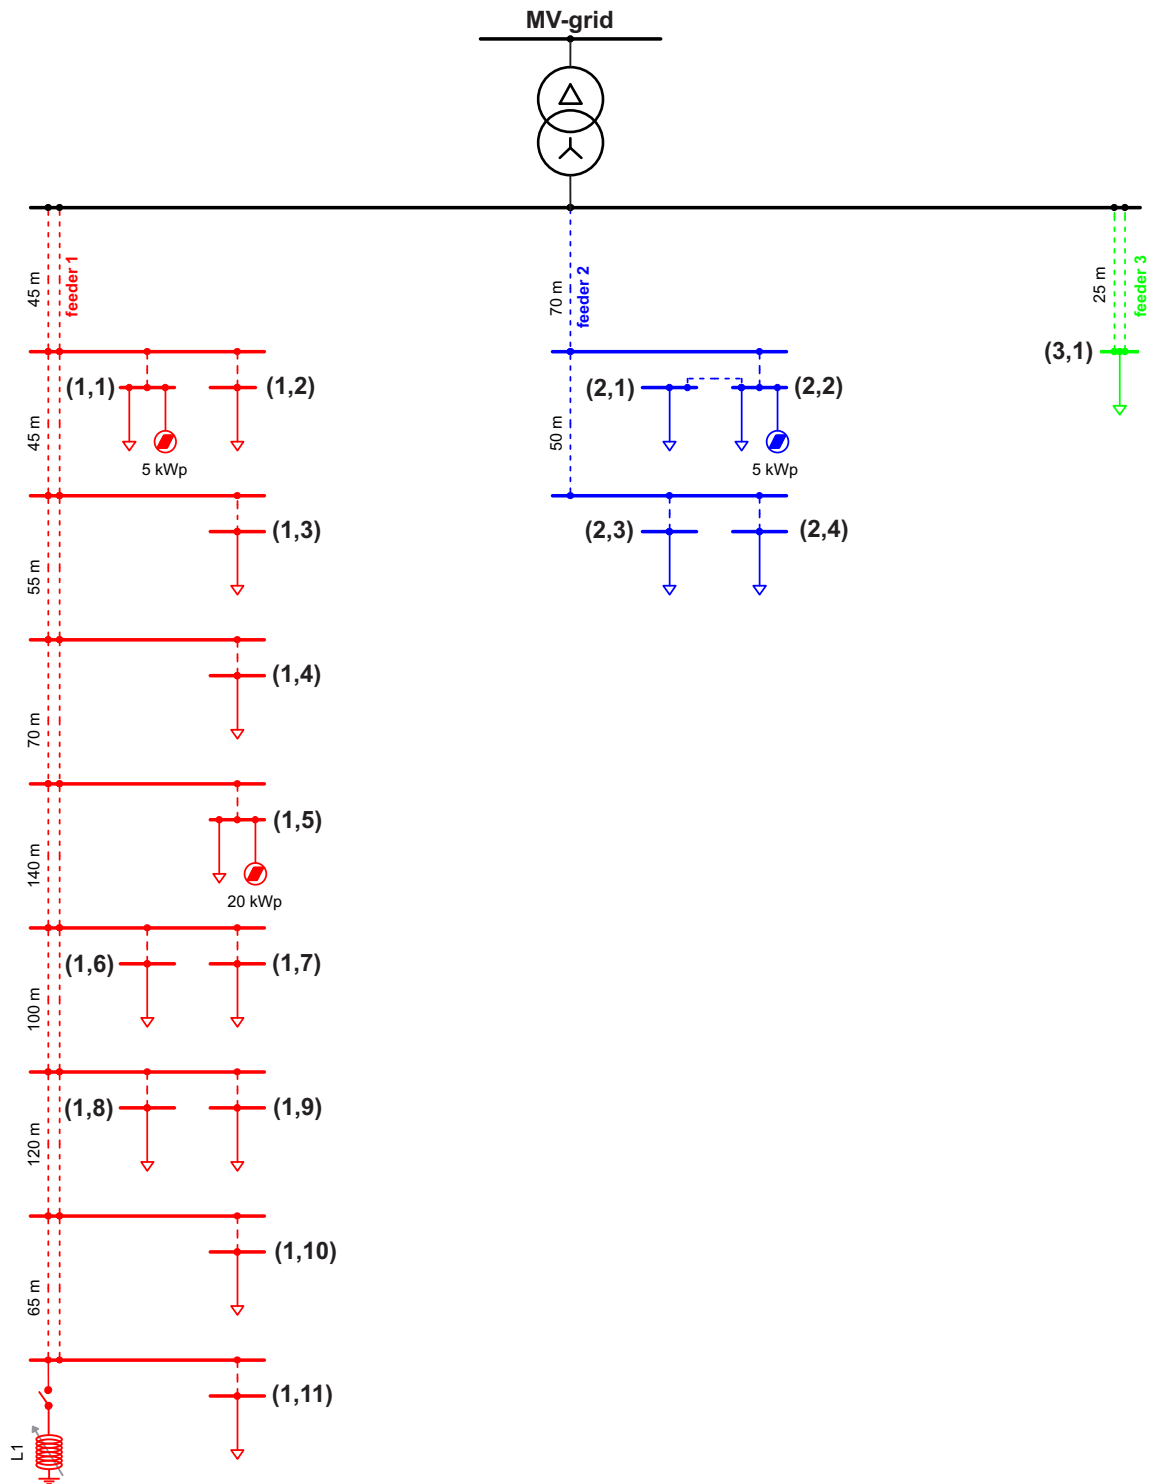 MV-grid
45 m
feeder 1
70 m
feeder 2
25 m
feeder 3
(1,1)
(1,2)
(2,1)
(2,2)
(3,1)
5 kWp
5 kWp
45 m
50 m
(1,3)
(2,3)
(2,4)
55 m
(1,4)
70 m
(1,5)
20 kWp
140 m
(1,6)
(1,7)
100 m
(1,8)
(1,9)
120 m
(1,10)
65 m
(1,11)
L1